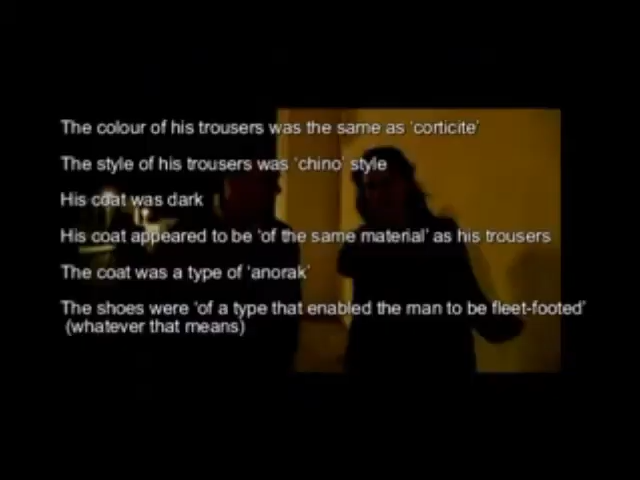 The colour of his trousers was the same as ‘corticite’
The style of his trousers was ‘chino’ style
His coat was dark
His coat appeared to be ‘of the same material’ as his trousers
The coat was a type of ‘anorak’
The shoes were ‘of a type that enabled the man to be fleet-footed’
(whatever that means)